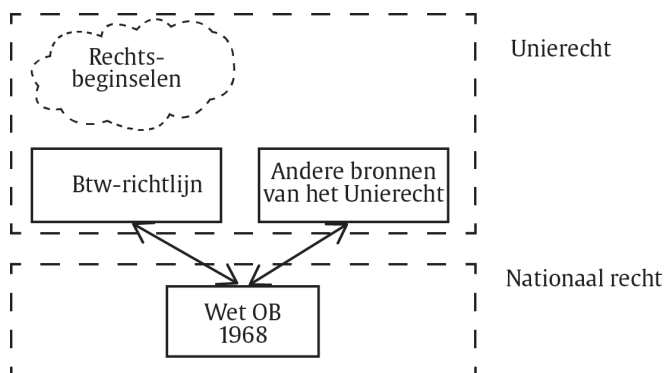 Rechts-
beginselen
Unierecht
Btw-richtlijn
Andere bronnen
van het Unierecht
Nationaal recht
Wet OB
1968